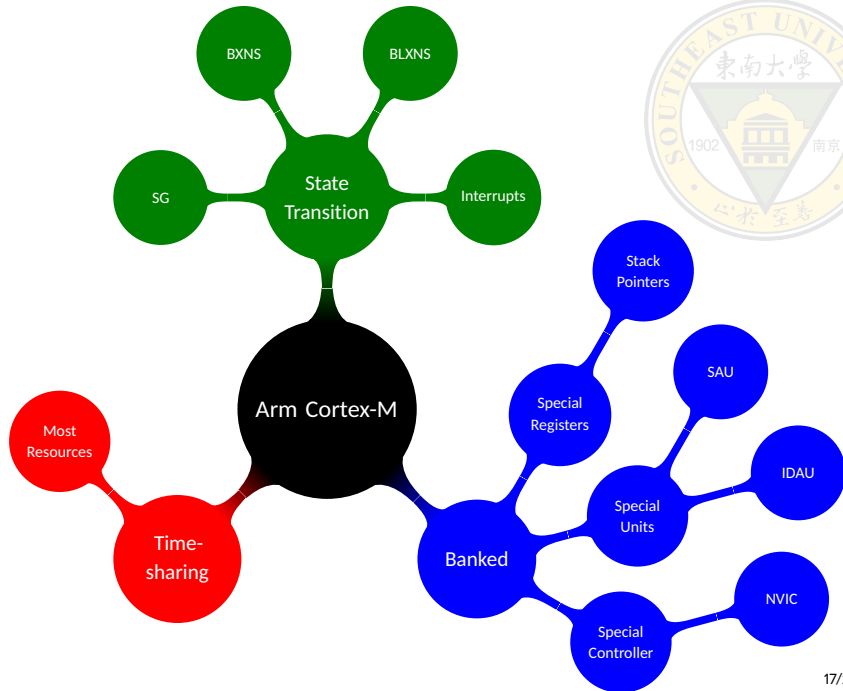 BXNS
BLXNS
SG
State
Transition
Interrupts
SOUTHEAST UNIVE
東南大學
1902
南京
Stack
Pointers
SAU
Arm Cortex-M
Special
Registers
Most
Resources
IDAU
Special
Units
Time-
sharing
Banked
NVIC
Special
Controller